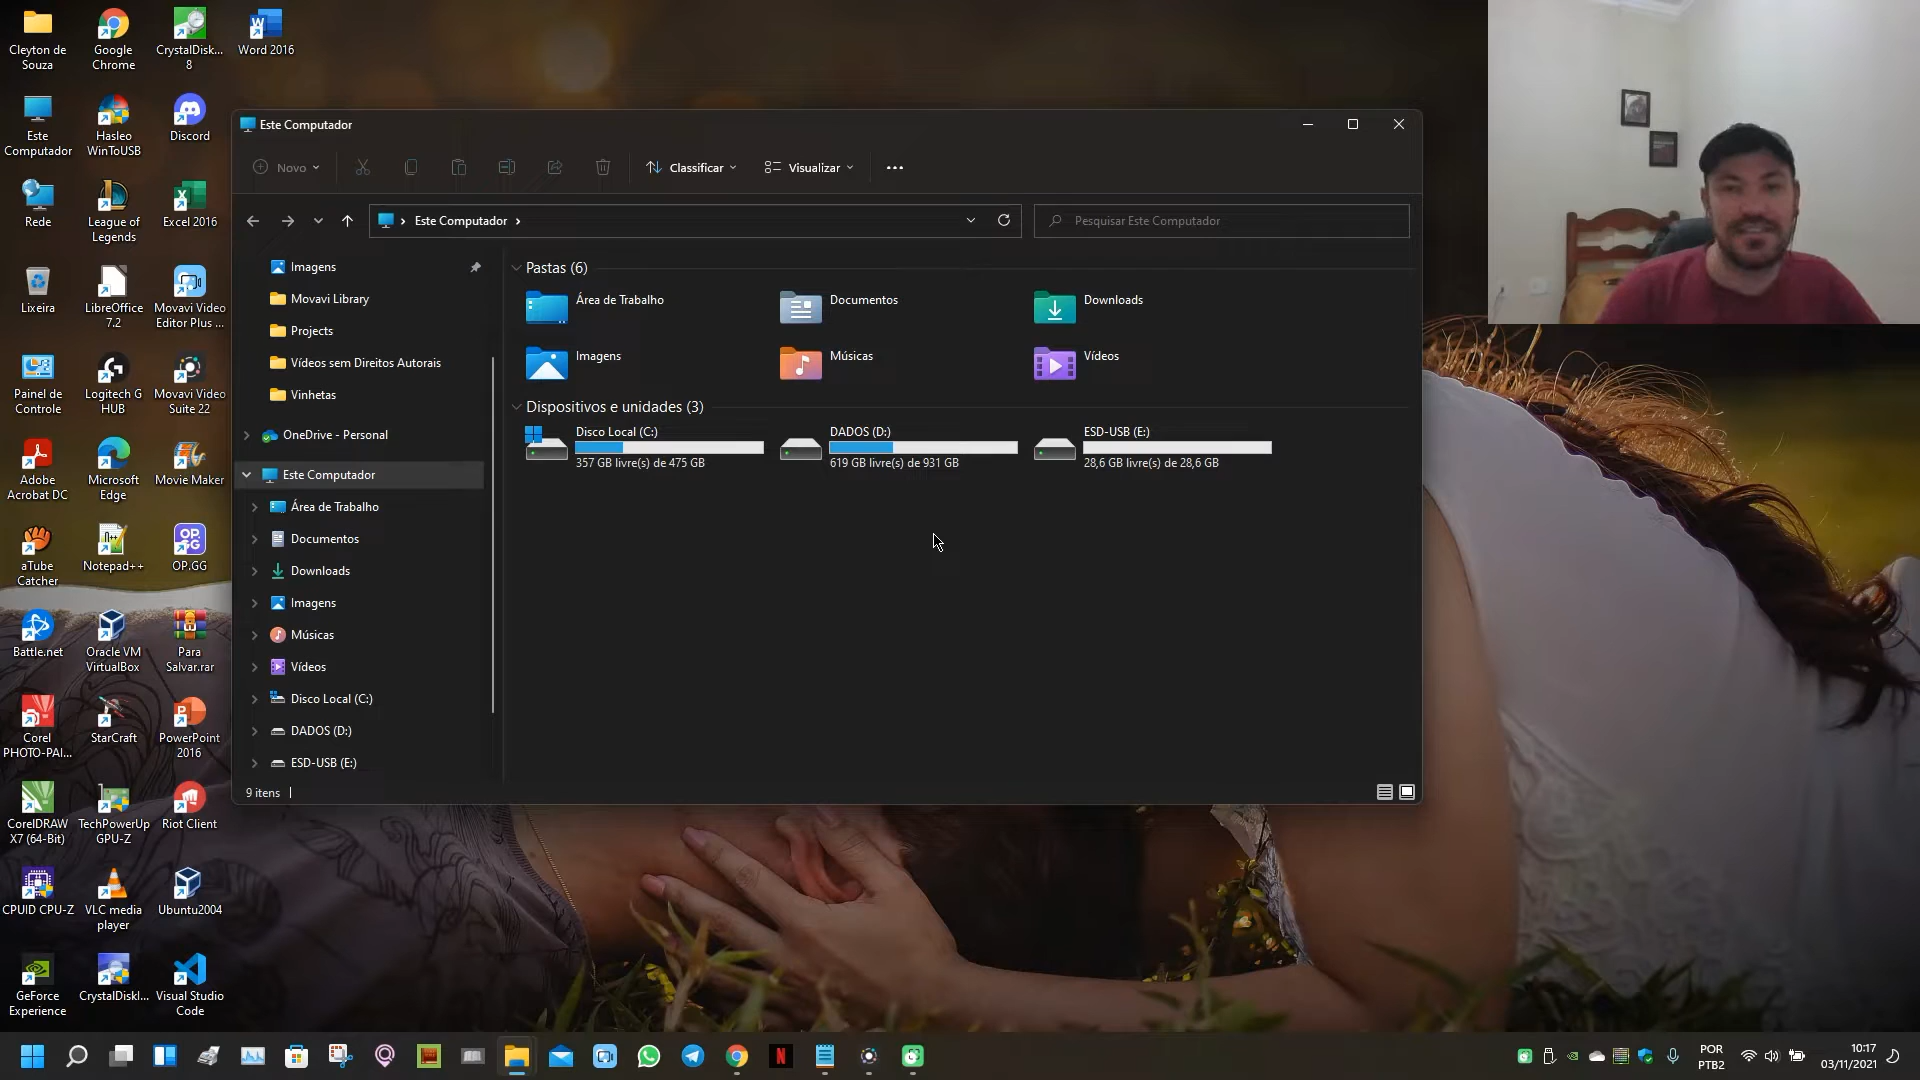 Cleyton de
Souza
Google
Chrome
CrystalDisk...
8
Word 2016
Este
Computador
Hasleo
WinToUSB
Discord
Rede
League of
Legends
Excel 2016
Lixeira
LibreOffice
7.2
Movavi Video
Editor Plus ...
Painel de
Controle
Logitech G
HUB
Movavi Video
Suite 22
Adobe
Acrobat DC
Microsoft
Edge
Movie Maker
aTube
Catcher
Notepad++
OP.GG
Battle.net
Oracle VM
VirtualBox
Para
Salvar.rar
Corel
PHOTO-PAI...
StarCraft
PowerPoint
2016
CorelDRAW
X7 (64-Bit)
TechPowerUp
GPU-Z
Riot Client
CPUID CPU-Z
VLC media
player
Ubuntu2004
GeForce
Experience
CrystalDiskI...
Visual Studio
Code
Este Computador
Novo
Classificar
Visualizar
Este Computador
Pesquisar Este Computador
Imagens
Movavi Library
Projects
Vídeos sem Direitos Autorais
Vinhetas
OneDrive - Personal
Este Computador
Área de Trabalho
Documentos
Downloads
Imagens
Músicas
Vídeos
Disco Local (C:)
DADOS (D:)
ESD-USB (E:)
Pastas (6)
Área de Trabalho
Documentos
Downloads
Imagens
Músicas
Vídeos
Dispositivos e unidades (3)
Disco Local (C:)
357 GB livre(s) de 475 GB
DADOS (D:)
619 GB livre(s) de 931 GB
ESD-USB (E:)
28,6 GB livre(s) de 28,6 GB
9 itens
POR
PTB2
10:17
03/11/2021